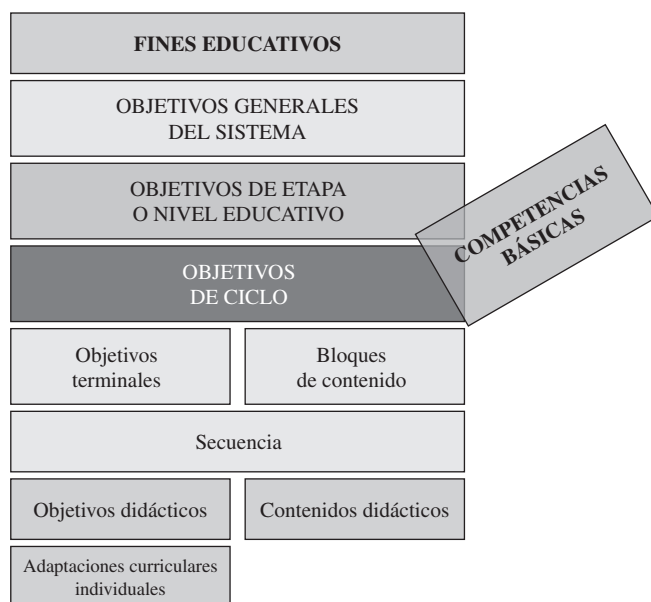 FINES EDUCATIVOS
OBJETIVOS GENERALES
DEL SISTEMA
OBJETIVOS DE ETAPA
O NIVEL EDUCATIVO
COMPETENCIAS
BÁSICAS
OBJETIVOS
DE CICLO
Objetivos
terminales
Bloques
de contenido
Secuencia
Objetivos didácticos
Contenidos didácticos
Adaptaciones curriculares
individuales